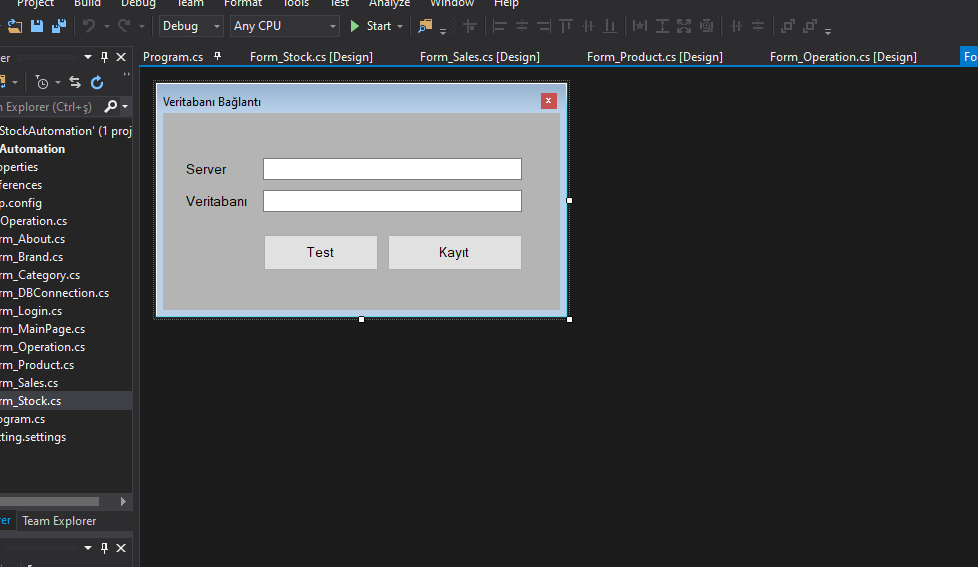 Project Build Debug Team Format Tools Test Analyze Window Help
Debug Any CPU Start
er
Program.cs Form_Stock.cs [Design] Form_Sales.cs [Design] Form_Product.cs [Design] Form_Operation.cs [Design] Fo
n Explorer (Ctrl+ş)
StockAutomation' (1 proj
Automation
operties
ferences
p.config
Operation.cs
rm_About.cs
rm_Brand.cs
rm_Category.cs
rm_DBConnection.cs
rm_Login.cs
rm_MainPage.cs
rm_Operation.cs
rm_Product.cs
rm_Sales.cs
rm_Stock.cs
ogram.cs
tting.settings
rer Team Explorer
Veritabanı Bağlantı
x
Server
Veritabanı
Test Kayıt